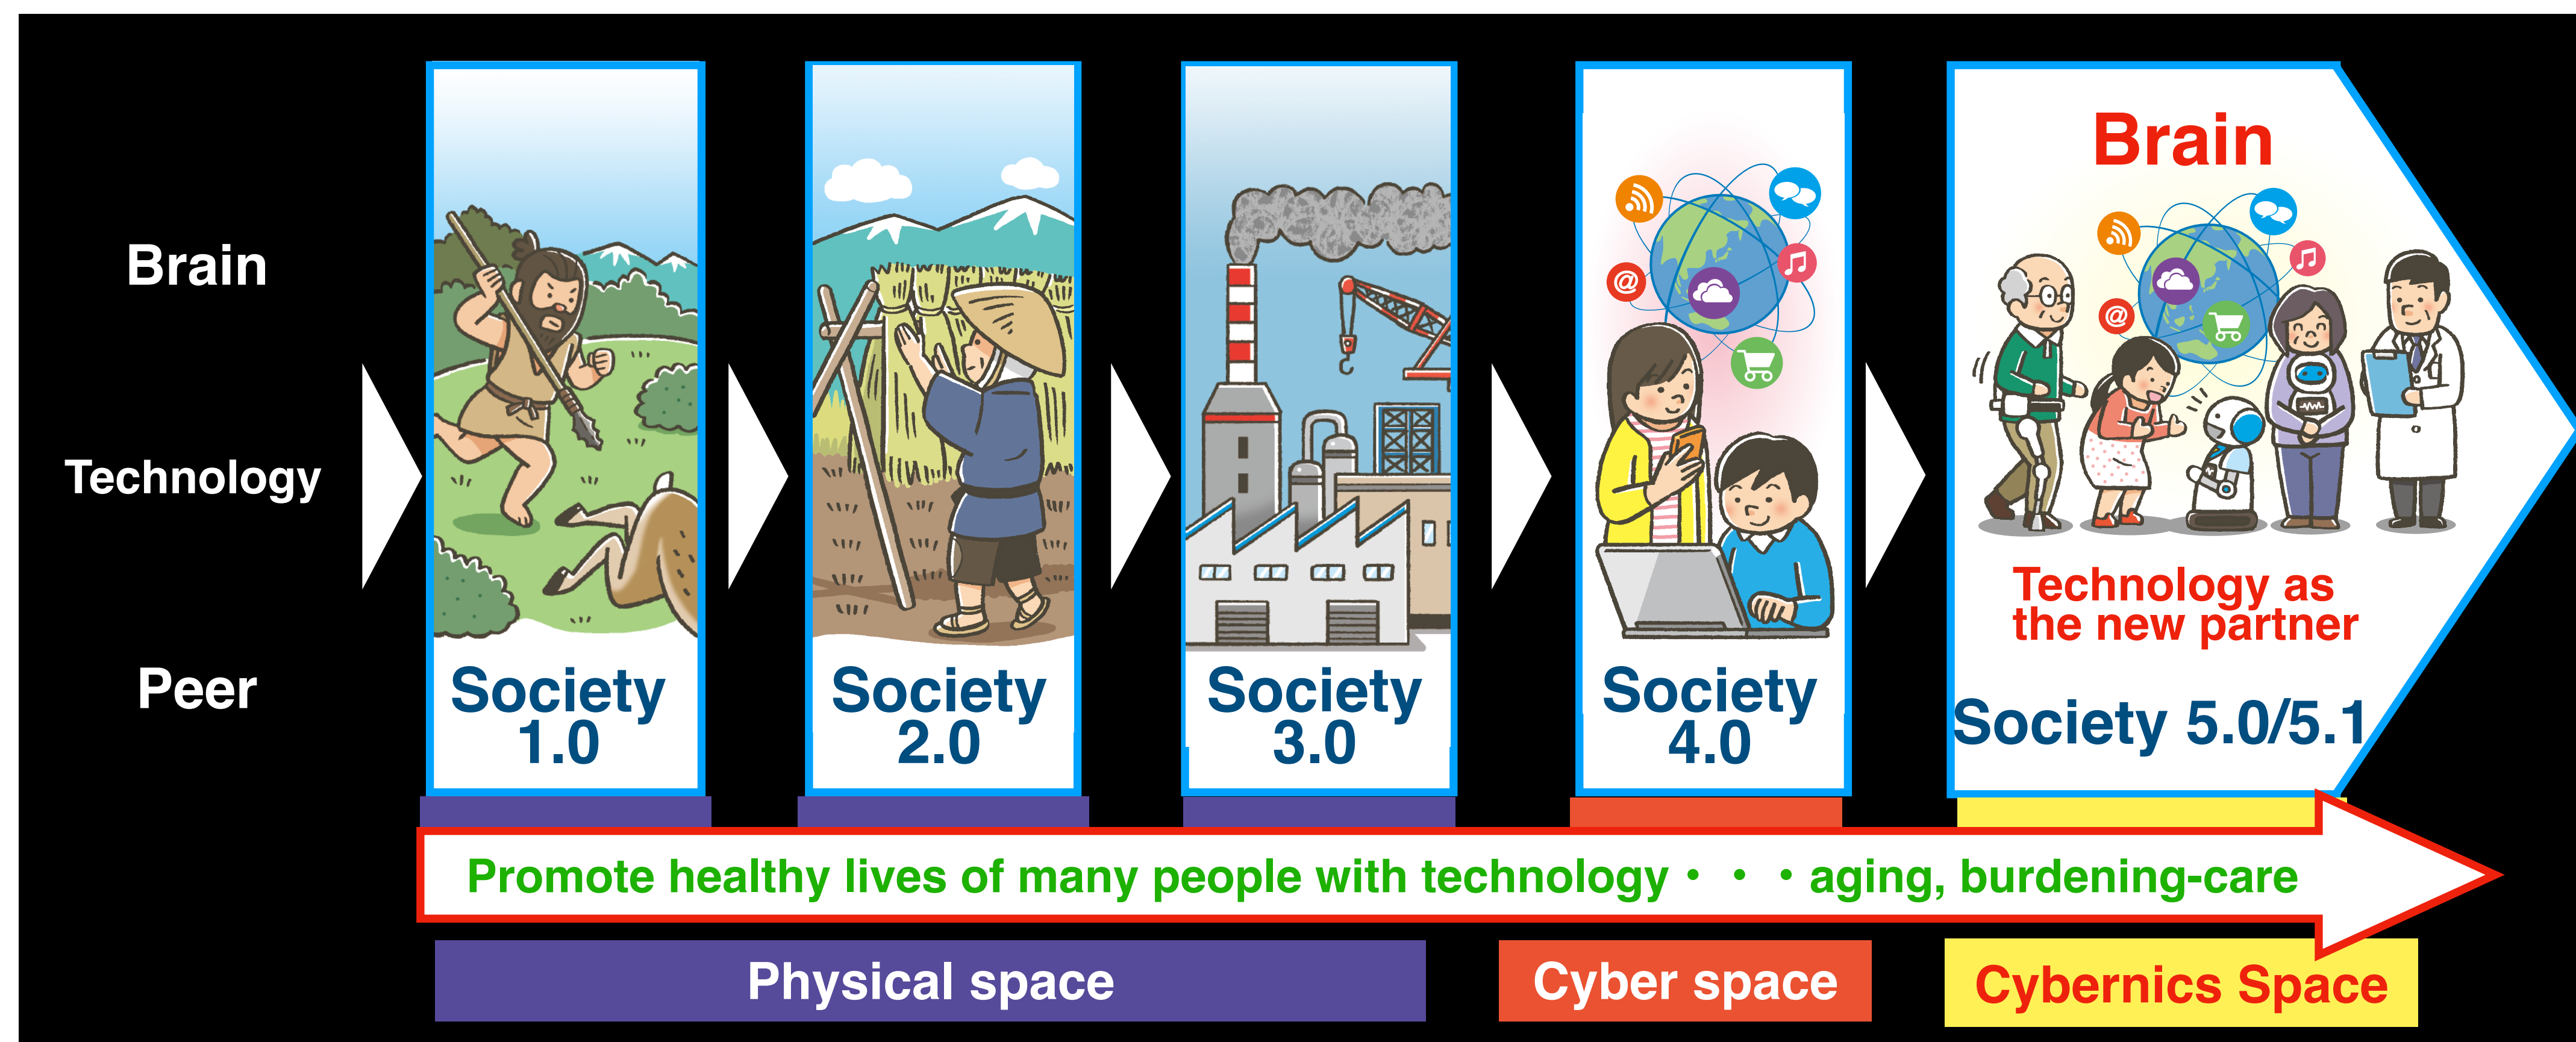 Brain
Technology
Peer
Society
1.0
Society
2.0
Society
3.0
Society
4.0
Brain
@
@
Technology as
the new partner
Society 5.0/5.1
Promote healthy lives of many people with technology・・・aging, burdening-care
Physical space
Cyber space
Cybernics Space